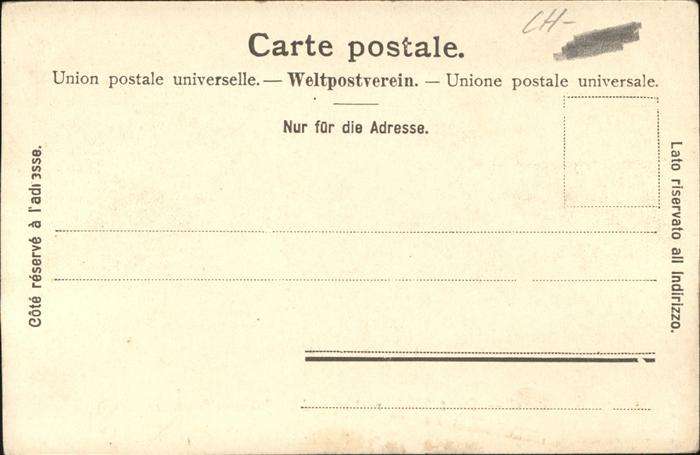 CH-
Carte postale.
Union postale universelle. — Weltpostverein. — Unione postale universale.
Nur für die Adresse.
Côté réservé à l'adresse.
Lato riservato all indirizzo.